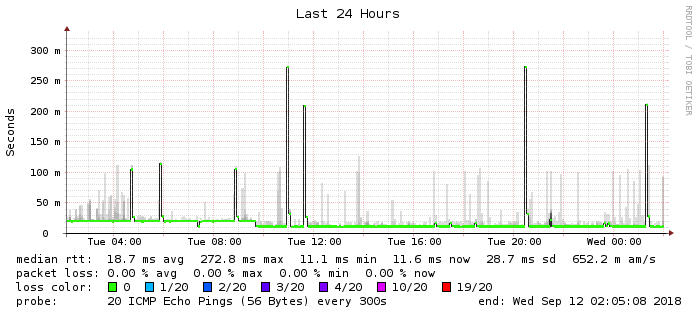 Last 24 Hours
RRDTOOL / TOBI OETIKER
Seconds
300 m
250 m
200 m
150 m
100 m
50 m
0
Tue 04:00 Tue 08:00 Tue 12:00 Tue 16:00 Tue 20:00 Wed 00:00
median rtt: 18.7 ms avg 272.8 ms max 11.1 ms min 11.6 ms now 28.7 ms sd 652.2 m am/s
packet loss: 0.00 % avg 0.00 % max 0.00 % min 0.00 % now
loss color: 0 1/20 2/20 3/20 4/20 10/20 19/20
probe: 20 ICMP Echo Pings (56 Bytes) every 300s end: Wed Sep 12 02:05:08 2018